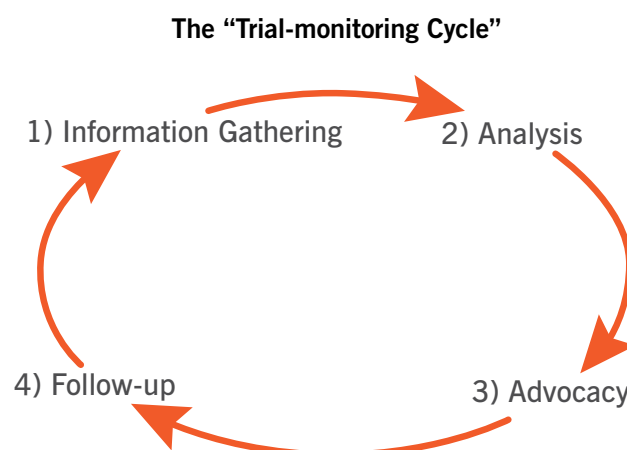 The “Trial-monitoring Cycle”
1) Information Gathering
2) Analysis
4) Follow-up
3) Advocacy